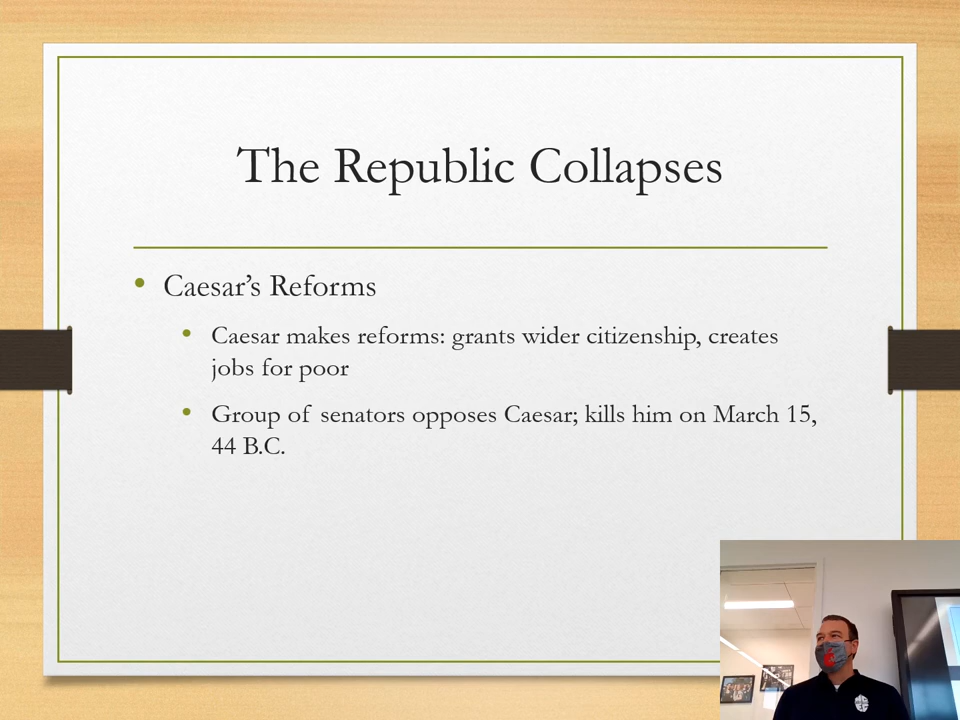 The Republic Collapses
• Caesar’s Reforms
• Caesar makes reforms: grants wider citizenship, creates
jobs for poor
• Group of senators opposes Caesar; kills him on March 15,
44 B.C.